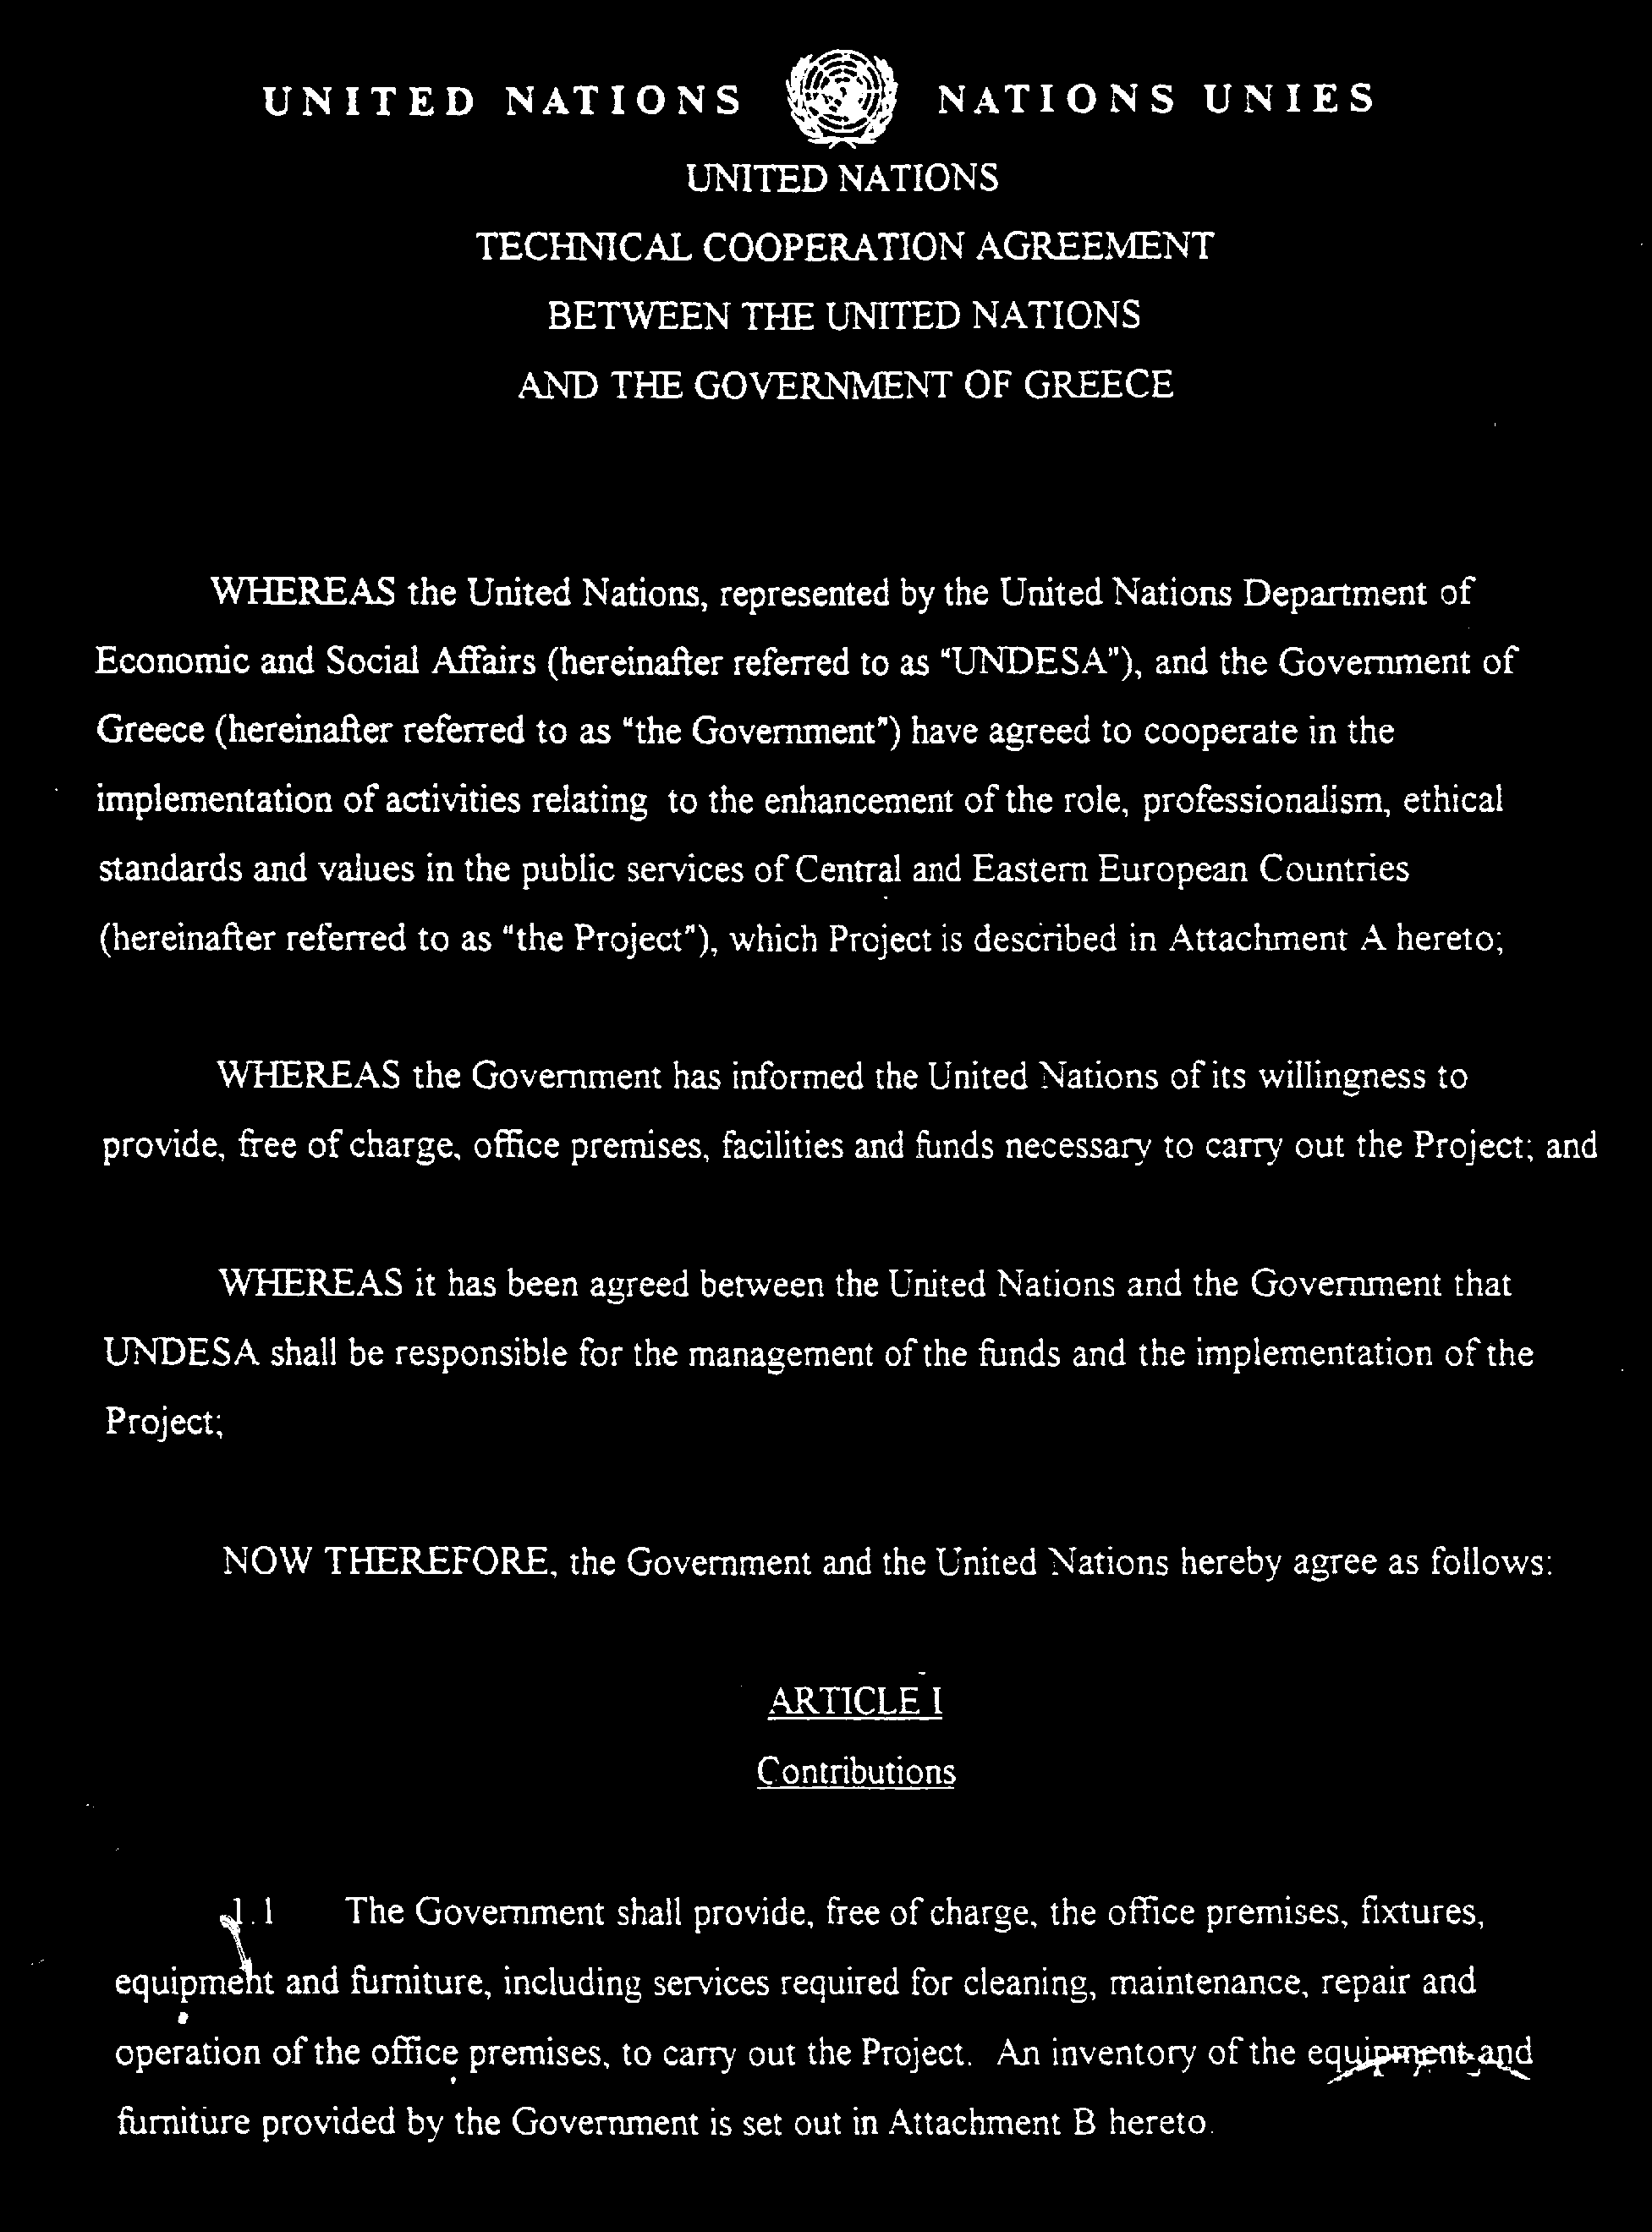 UNITED NATIONS NATIONS UNIES
UNITED NATIONS
TECHNICAL COOPERATION AGREEMENT
BETWEEN THE UNITED NATIONS
AND THE GOVERNMENT OF GREECE
WHEREAS the United Nations, represented by the United Nations Department of
Economic and Social Affairs (hereinafter referred to as "UNDESA"), and the Government of
Greece (hereinafter referred to as "the Government") have agreed to cooperate in the
implementation of activities relating to the enhancement of the role, professionalism, ethical
standards and values in the public services of Central and Eastern European Countries
(hereinafter referred to as "the Project"), which Project is described in Attachment A hereto;
WHEREAS the Government has informed the United Nations of its willingness to
provide, free of charge, office premises, facilities and funds necessary to carry out the Project; and
WHEREAS it has been agreed between the United Nations and the Government that
UNDESA shall be responsible for the management of the funds and the implementation of the
Project;
NOW THEREFORE, the Government and the United Nations hereby agree as follows:
ARTICLE I
Contributions
1.1 The Government shall provide, free of charge, the office premises, fixtures,
equipment and furniture, including services required for cleaning, maintenance, repair and
operation of the office premises, to carry out the Project. An inventory of the equipment and
furniture provided by the Government is set out in Attachment B hereto.